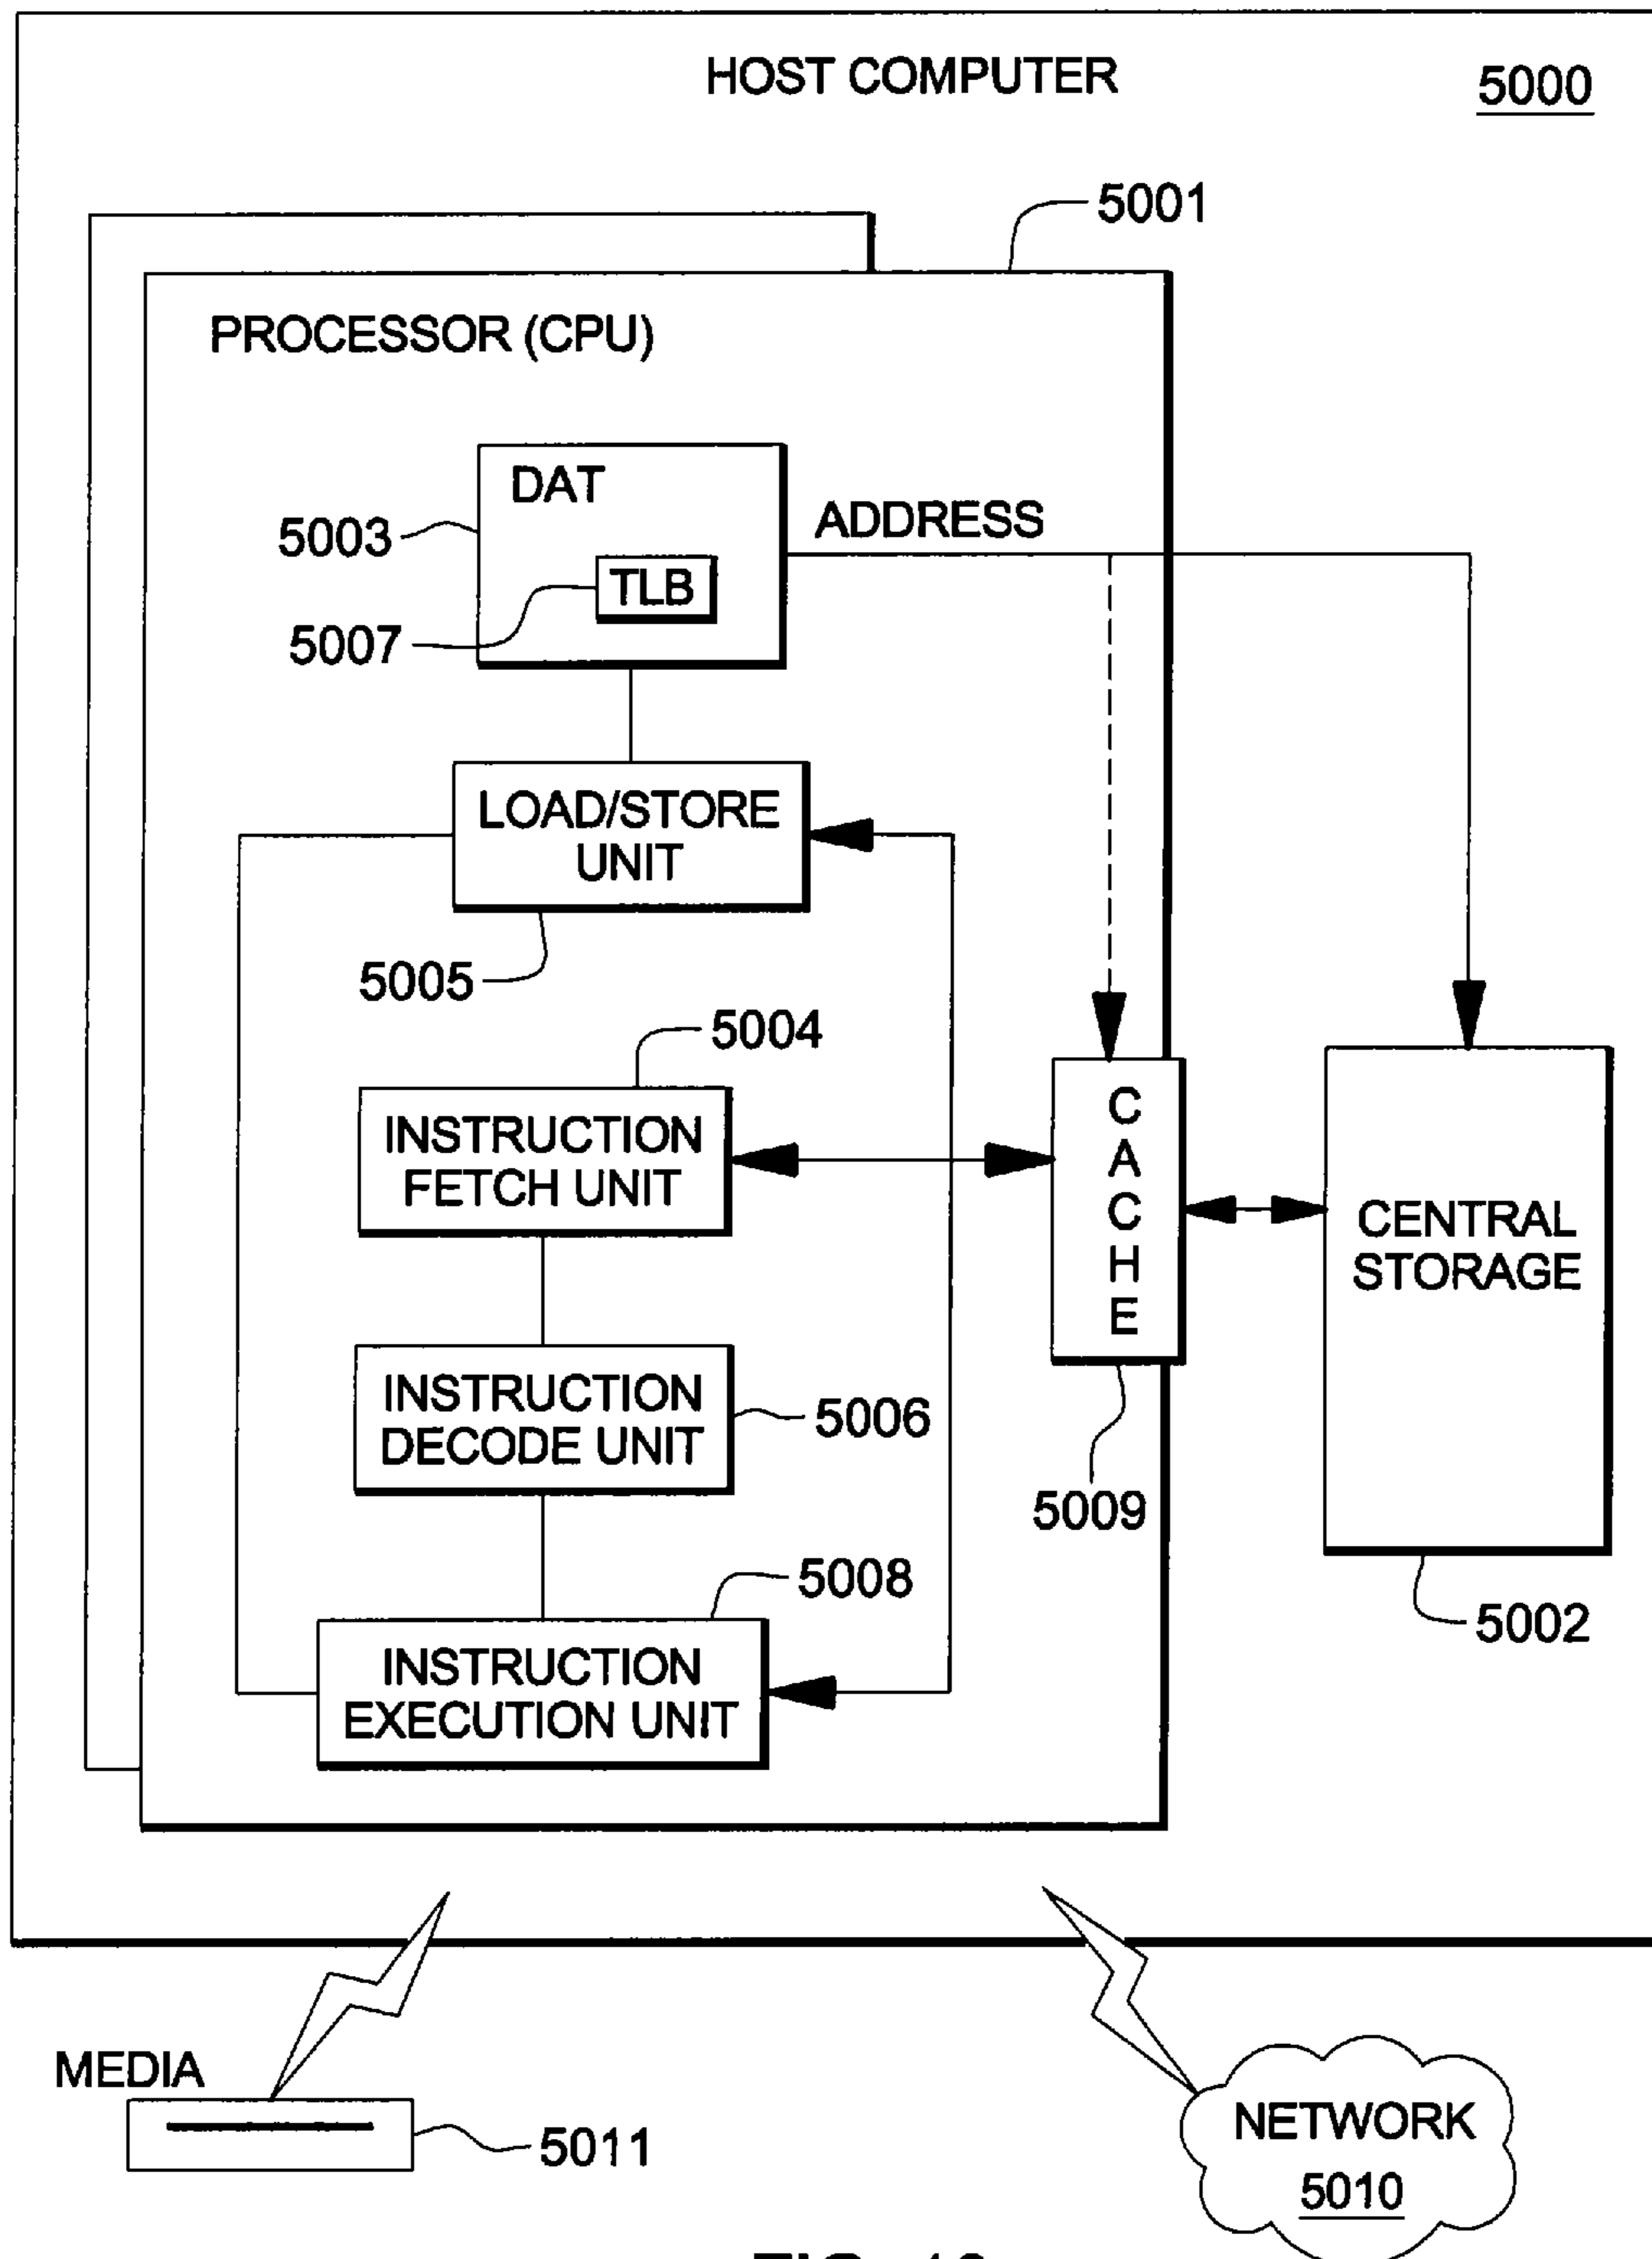 HOST COMPUTER
5000
5001
PROCESSOR (CPU)
DAT
ADDRESS
5003
TLB
5007
LOAD/STORE
UNIT
5005
5004
INSTRUCTION
FETCH UNIT
C
A
C
H
E
CENTRAL
STORAGE
INSTRUCTION
DECODE UNIT
5006
5009
5008
INSTRUCTION
EXECUTION UNIT
5002
MEDIA
5011
NETWORK
5010